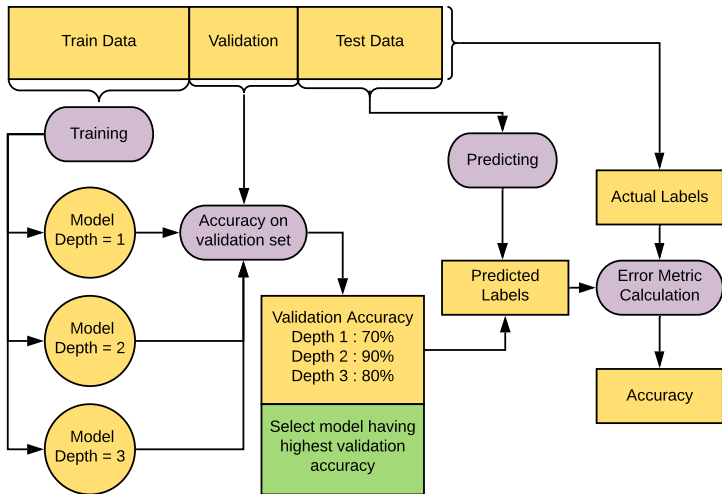 Train Data
Validation
Test Data
Training
Predicting
Model
Depth = 1
Accuracy on
validation set
Actual Labels
Predicted
Labels
Error Metric
Calculation
Model
Depth = 2
Validation Accuracy
Depth 1 : 70%
Depth 2 : 90%
Depth 3 : 80%
Accuracy
Model
Depth = 3
Select model having
highest validation
accuracy